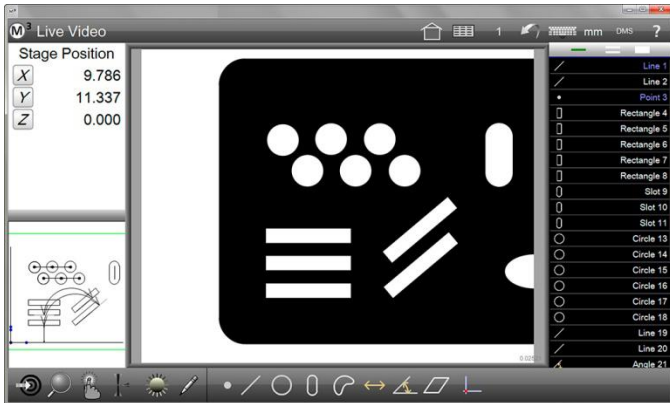 M3 Live Video
1 mm DMS ?
Stage Position
X 9.786
Y 11.337
Z 0.000
Line 1
Line 2
Point 3
Rectangle 4
Rectangle 5
Rectangle 6
Rectangle 7
Rectangle 8
Slot 9
Slot 10
Slot 11
Circle 13
Circle 14
Circle 15
Circle 16
Circle 17
Circle 18
Line 19
Line 20
Angle 21